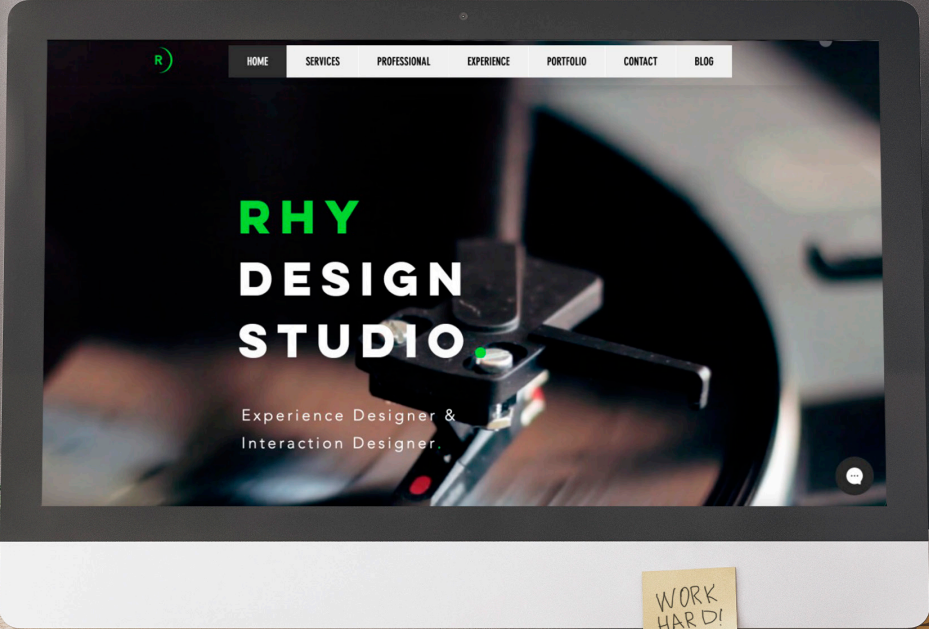 R
HOME SERVICES PROFESSIONAL EXPERIENCE PORTFOLIO CONTACT BLOG
RHY
DESIGN
STUDIO.
Experience Designer &
Interaction Designer.
WORK
HARD!